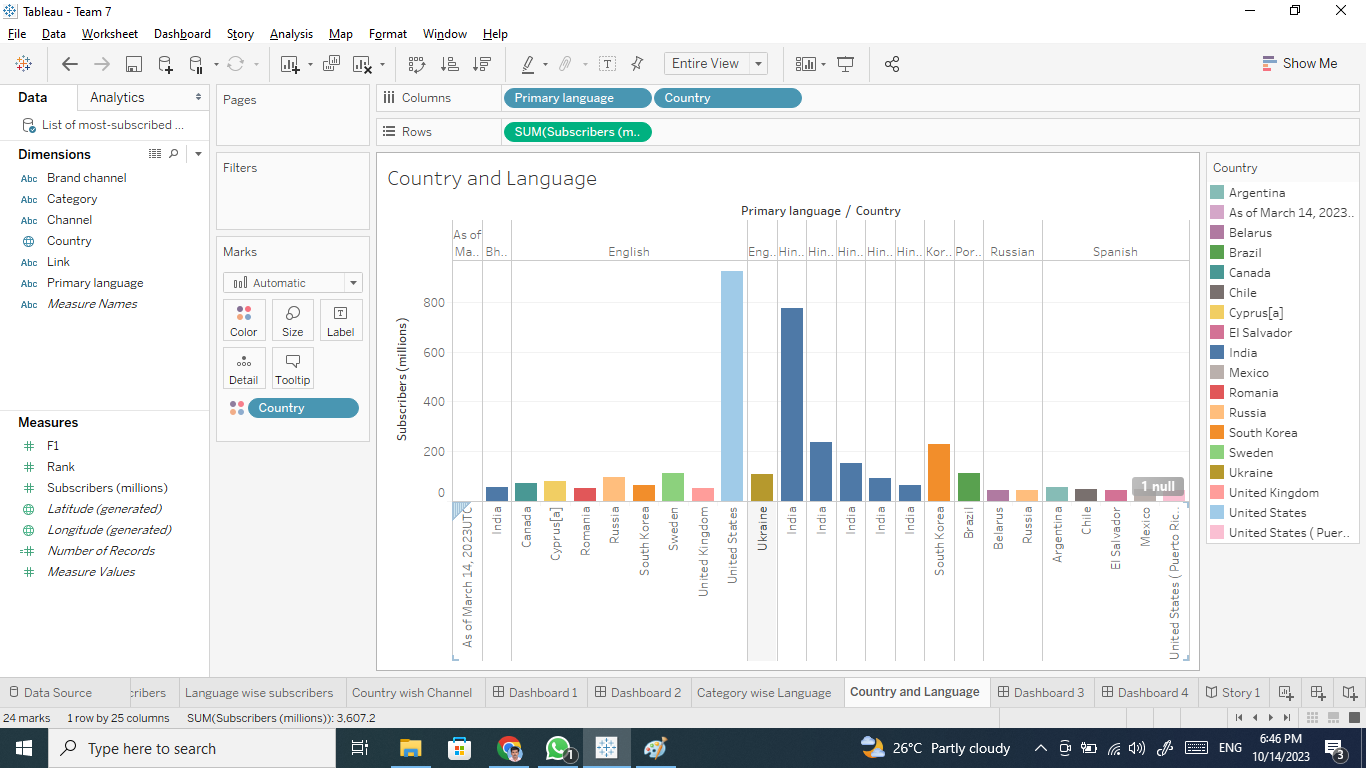 Tableau - Team 7
File Data Worksheet Dashboard Story Analysis Map Format Window Help
Entire View
Show Me
Data
Analytics
List of most-subscribed ...
Dimensions
Abc Brand channel
Abc Category
Abc Channel
Country
Abc Link
Abc Primary language
Abc Measure Names
Measures
F1
Rank
Subscribers (millions)
Latitude (generated)
Longitude (generated)
Number of Records
Measure Values
Pages
Filters
Marks
Automatic
Color Size Label
Detail Tooltip
Country
Columns Primary language Country
Rows SUM(Subscribers (m..
Country and Language
Primary language / Country
As of
Ma.. Bh.. English Eng.. Hin.. Hin.. Hin.. Hin.. Hin.. Kor.. Por.. Russian Spanish
Subscribers (millions)
800
600
400
200
0
1 null
As of March 14, 2023UTC
India
Canada
Cyprus[a]
Romania
Russia
South Korea
Sweden
United Kingdom
United States
Ukraine
India
India
India
India
India
South Korea
Brazil
Belarus
Russia
Argentina
Chile
El Salvador
Mexico
United States ( Puerto Ric..
Country
Argentina
As of March 14, 2023..
Belarus
Brazil
Canada
Chile
Cyprus[a]
El Salvador
India
Mexico
Romania
Russia
South Korea
Sweden
Ukraine
United Kingdom
United States
United States ( Puer..
Data Source cribers Language wise subscribers Country wish Channel Dashboard 1 Dashboard 2 Category wise Language Country and Language Dashboard 3 Dashboard 4 Story 1
24 marks 1 row by 25 columns SUM(Subscribers (millions)): 3,607.2
Type here to search
1
26°C Partly cloudy
ENG
6:46 PM
10/14/2023
3